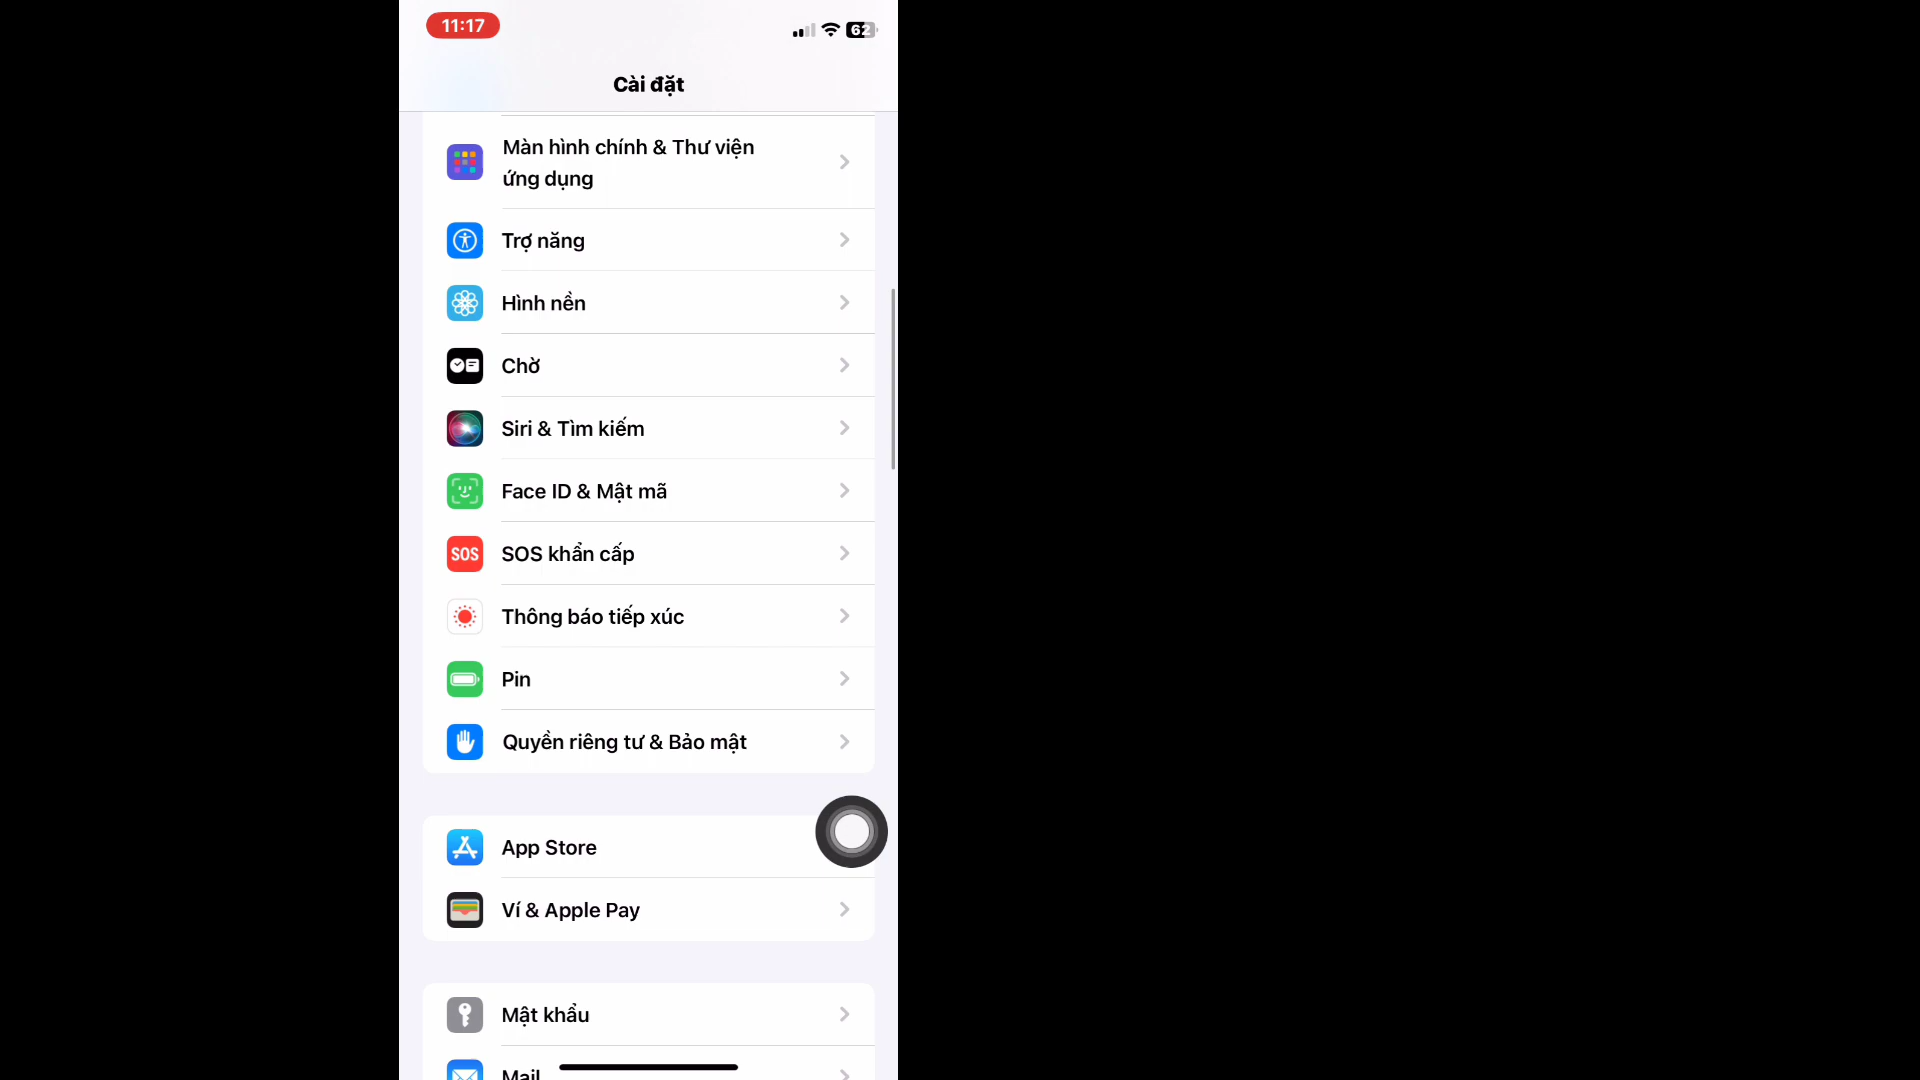 11:17
62
Cài đặt
Màn hình chính & Thư viện
ứng dụng
Trợ năng
Hình nền
Chờ
Siri & Tìm kiếm
Face ID & Mật mã
SOS
SOS khẩn cấp
Thông báo tiếp xúc
Pin
Quyền riêng tư & Bảo mật
App Store
Ví & Apple Pay
Mật khẩu
Mail